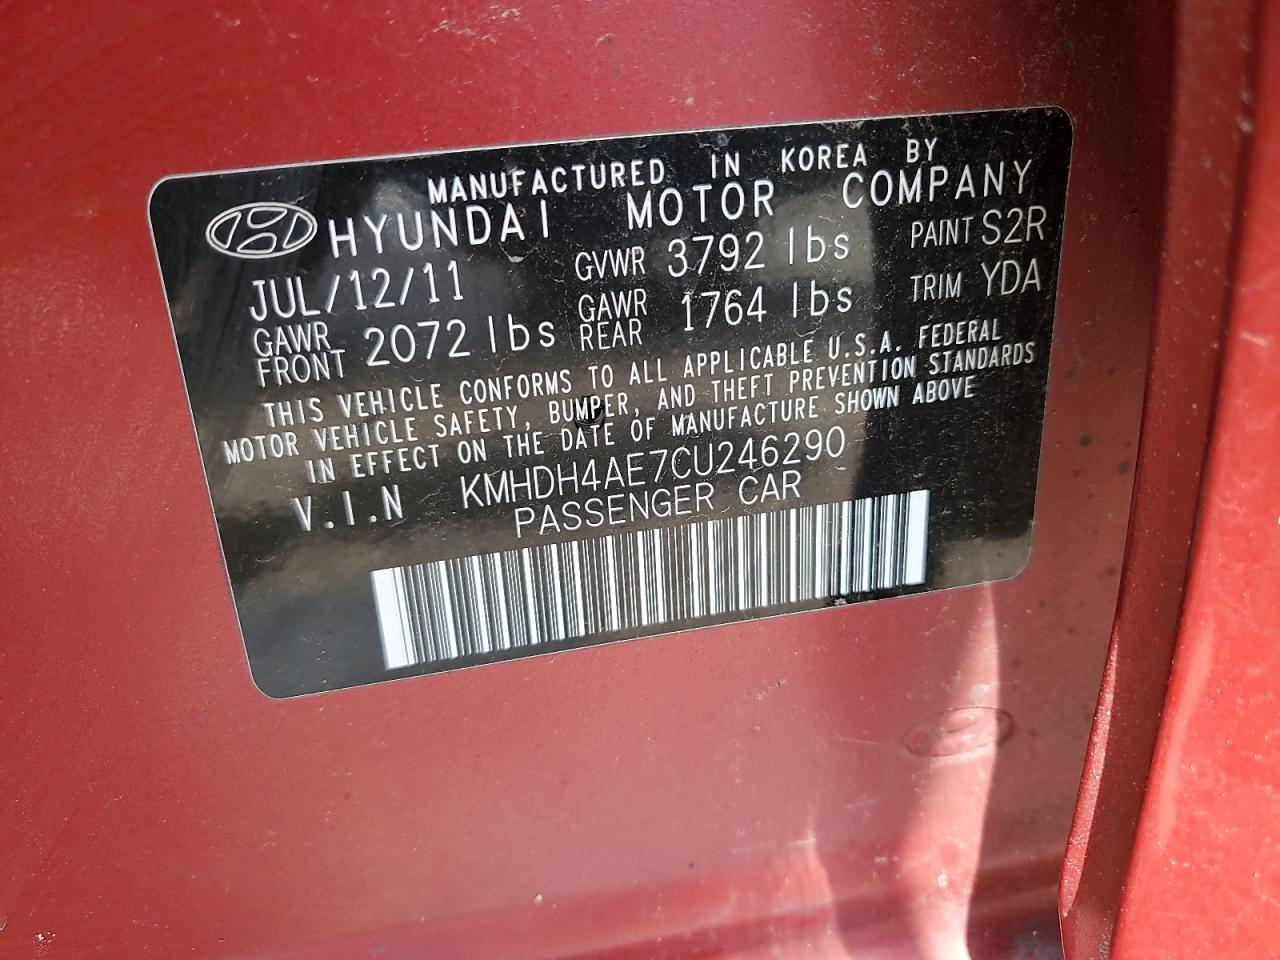 MANUFACTURED IN KOREA BY
HYUNDAI MOTOR COMPANY
JUL/12/11 GVWR 3792 lbs PAINT S2R
GAWR FRONT 2072 lbs GAWR REAR 1764 lbs TRIM YDA
THIS VEHICLE CONFORMS TO ALL APPLICABLE U.S.A. FEDERAL
MOTOR VEHICLE SAFETY, BUMPER, AND THEFT PREVENTION STANDARDS
IN EFFECT ON THE DATE OF MANUFACTURE SHOWN ABOVE
V.I.N KMHDH4AE7CU246290
PASSENGER CAR